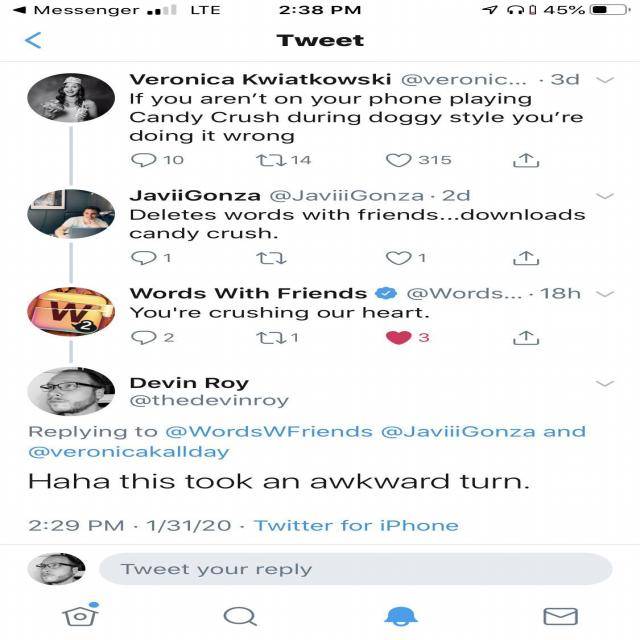 Messenger LTE 2:38 PM 45%
Tweet
Veronica Kwiatkowski @veronic... · 3d
If you aren't on your phone playing
Candy Crush during doggy style you're
doing it wrong
10 14 315
JaviiGonza @JaviiiGonza · 2d
Deletes words with friends...downloads
candy crush.
1 1
Words With Friends @Words... · 18h
You're crushing our heart.
2 1 3
W
2
Devin Roy
@thedevinroy
Replying to @WordsWFriends @JaviiiGonza and
@veronicakallday
Haha this took an awkward turn.
2:29 PM · 1/31/20 · Twitter for iPhone
Tweet your reply